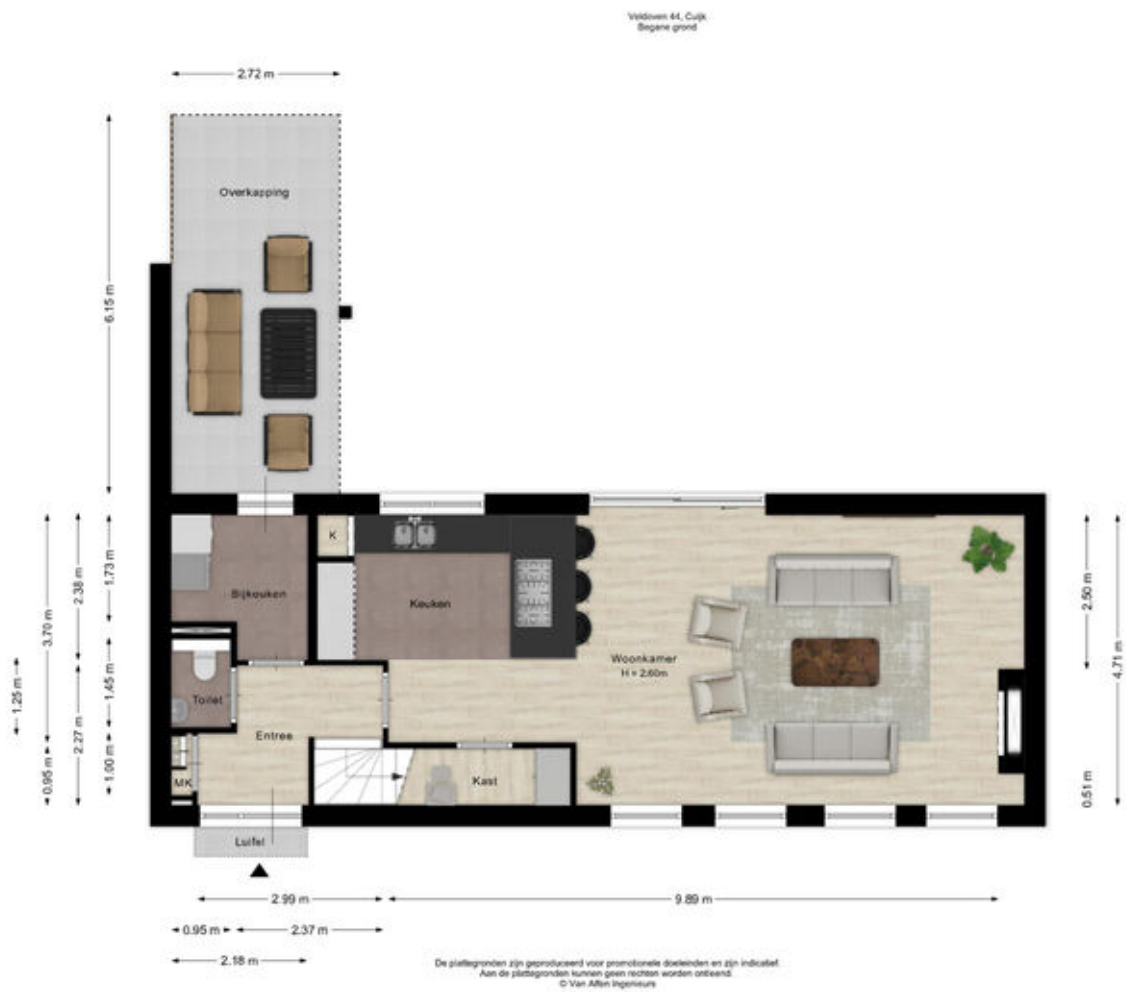 Veldoven 44, Cuijk
Begane grond
2.72 m
Overkapping
6.15 m
K
Bijkeuken
Keuken
1.73 m
2.38 m
3.70 m
2.50 m
4.71 m
Woonkamer
H = 2.60m
Toilet
1.25 m
1.45 m
Entree
2.27 m
MK
Kast
0.95 m
1.00 m
0.51 m
Luifel
2.99 m
9.89 m
0.95 m
2.37 m
2.18 m
De plattegronden zijn geproduceerd voor promotionele doeleinden en zijn indicatief.
Aan de plattegronden kunnen geen rechten worden ontleend.
© Van Alfen Ingenieurs